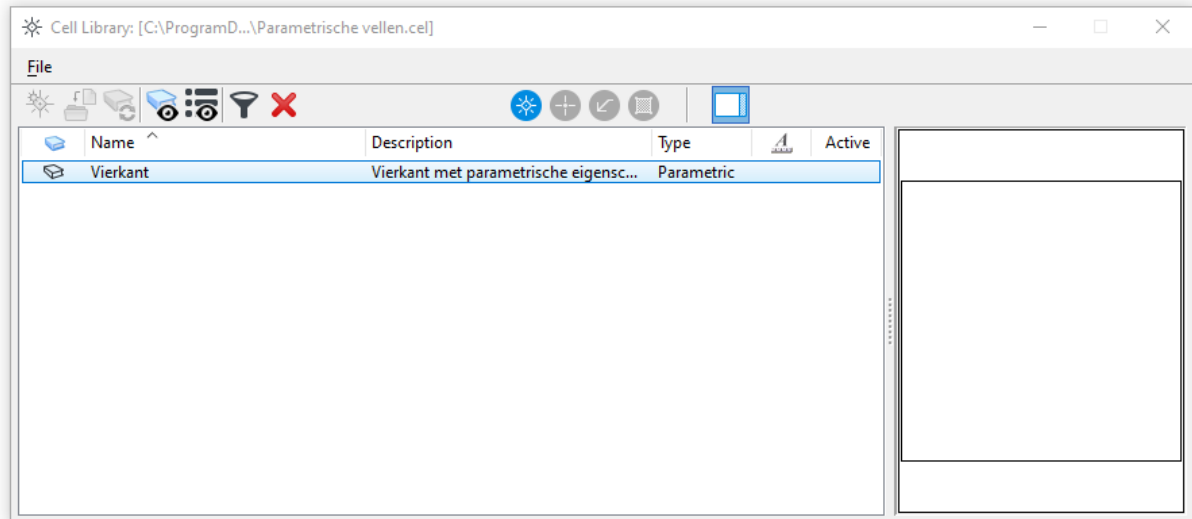 Cell Library: [C:\ProgramD...\Parametrische vellen.cel]
File
Name Description Type A Active
Vierkant Vierkant met parametrische eigensc... Parametric